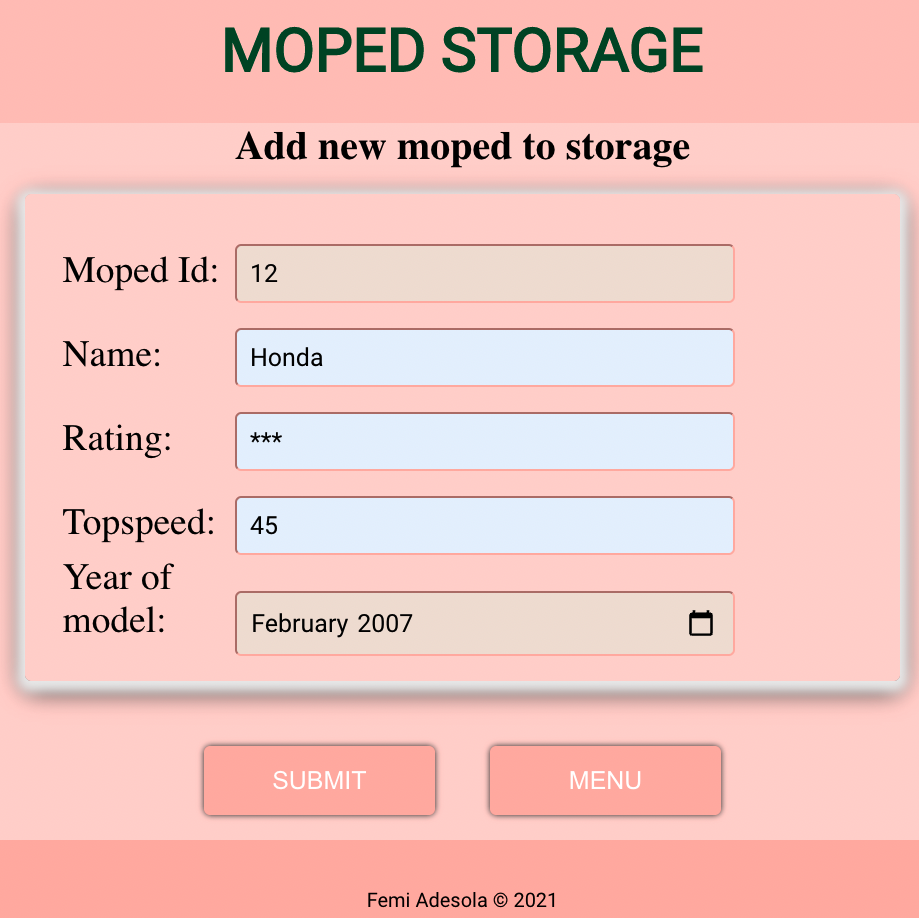 MOPED STORAGE
Add new moped to storage
Moped Id: 12
Name: Honda
Rating: ***
Topspeed: 45
Year of
model: February 2007
SUBMIT MENU
Femi Adesola © 2021